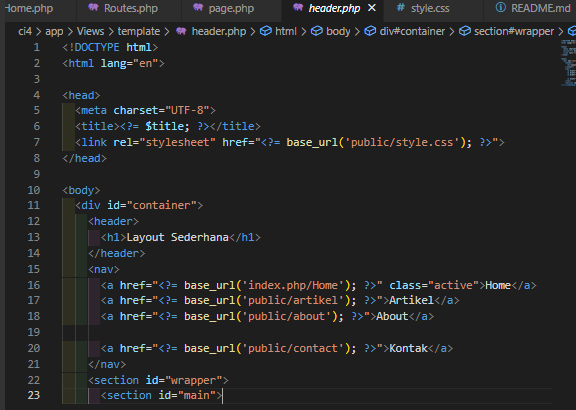 Home.php Routes.php page.php header.php X # style.css README.md
ci4 > app > Views > template > header.php > html > body > div#container > section#wrapper >
1 <!DOCTYPE html>
2 <html lang="en">
3
4 <head>
5 <meta charset="UTF-8">
6 <title><?= $title; ?></title>
7 <link rel="stylesheet" href="<?= base_url('public/style.css'); ?>">
8 </head>
9
10 <body>
11 <div id="container">
12 <header>
13 <h1>Layout Sederhana</h1>
14 </header>
15 <nav>
16 <a href="<?= base_url('index.php/Home'); ?>" class="active">Home</a>
17 <a href="<?= base_url('public/artikel'); ?>">Artikel</a>
18 <a href="<?= base_url('public/about'); ?>">About</a>
19
20 <a href="<?= base_url('public/contact'); ?>">Kontak</a>
21 </nav>
22 <section id="wrapper">
23 <section id="main">